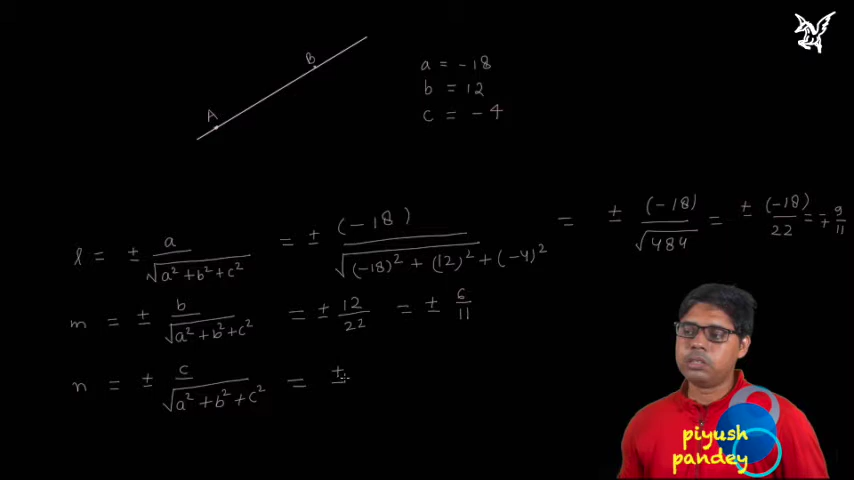 B
a = -18
b = 12
A
c = -4
l = ± a/√(a²+b²+c²) = ± (-18)/√((-18)²+(12)²+(-4)²) = ± (-18)/√484 = ± (-18)/22 = ∓ 9/11
m = ± b/√(a²+b²+c²) = ± 12/22 = ± 6/11
n = ± c/√(a²+b²+c²) = ±
piyush
pandey